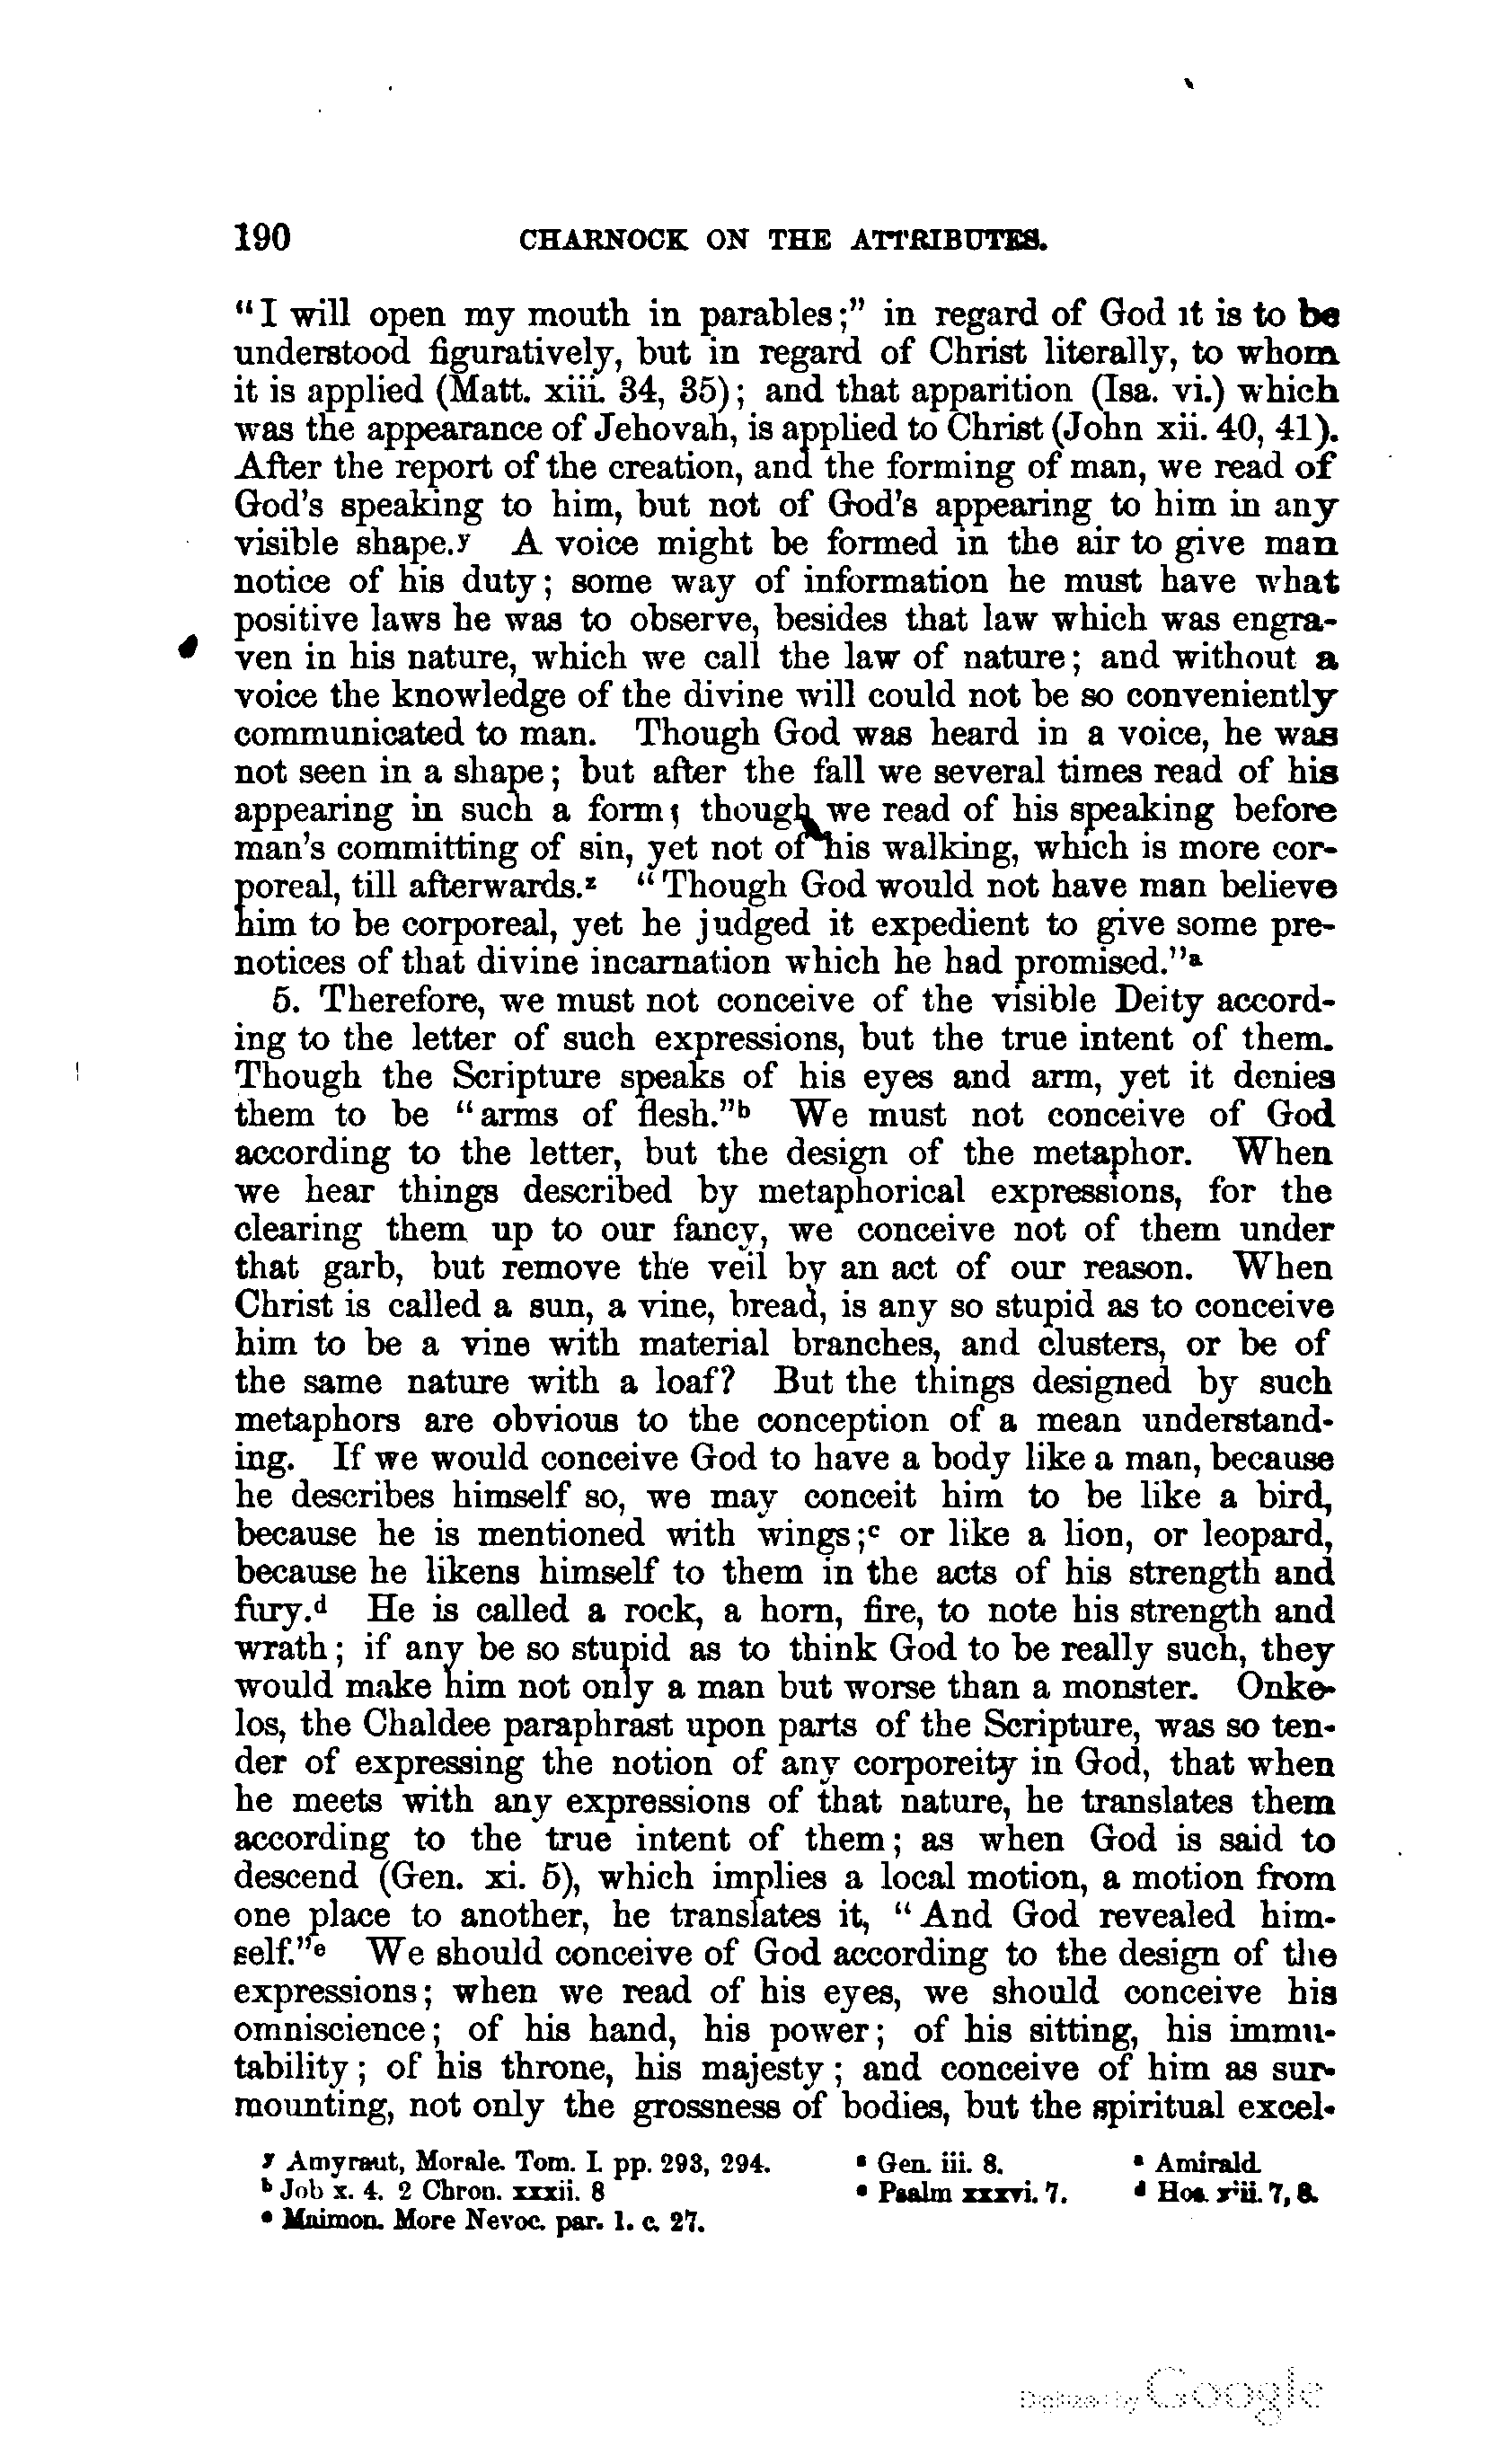 190 CHARNOCK ON THE ATTRIBUTES.
"I will open my mouth in parables;" in regard of God it is to be
understood figuratively, but in regard of Christ literally, to whom
it is applied (Matt. xiii. 34, 35); and that apparition (Isa. vi.) which
was the appearance of Jehovah, is applied to Christ (John xii. 40, 41).
After the report of the creation, and the forming of man, we read of
God's speaking to him, but not of God's appearing to him in any
visible shape.y A voice might be formed in the air to give man
notice of his duty; some way of information he must have what
positive laws he was to observe, besides that law which was engra-
ven in his nature, which we call the law of nature; and without a
voice the knowledge of the divine will could not be so conveniently
communicated to man. Though God was heard in a voice, he was
not seen in a shape; but after the fall we several times read of his
appearing in such a form; though we read of his speaking before
man's committing of sin, yet not of his walking, which is more cor-
poreal, till afterwards.z "Though God would not have man believe
him to be corporeal, yet he judged it expedient to give some pre-
notices of that divine incarnation which he had promised."a
5. Therefore, we must not conceive of the visible Deity accord-
ing to the letter of such expressions, but the true intent of them.
Though the Scripture speaks of his eyes and arm, yet it denies
them to be "arms of flesh."b We must not conceive of God
according to the letter, but the design of the metaphor. When
we hear things described by metaphorical expressions, for the
clearing them up to our fancy, we conceive not of them under
that garb, but remove the veil by an act of our reason. When
Christ is called a sun, a vine, bread, is any so stupid as to conceive
him to be a vine with material branches, and clusters, or be of
the same nature with a loaf? But the things designed by such
metaphors are obvious to the conception of a mean understand-
ing. If we would conceive God to have a body like a man, because
he describes himself so, we may conceit him to be like a bird,
because he is mentioned with wings;c or like a lion, or leopard,
because he likens himself to them in the acts of his strength and
fury.d He is called a rock, a horn, fire, to note his strength and
wrath; if any be so stupid as to think God to be really such, they
would make him not only a man but worse than a monster. Onke-
los, the Chaldee paraphrast upon parts of the Scripture, was so ten-
der of expressing the notion of any corporeity in God, that when
he meets with any expressions of that nature, he translates them
according to the true intent of them; as when God is said to
descend (Gen. xi. 5), which implies a local motion, a motion from
one place to another, he translates it, "And God revealed him-
self."e We should conceive of God according to the design of the
expressions; when we read of his eyes, we should conceive his
omniscience; of his hand, his power; of his sitting, his immu-
tability; of his throne, his majesty; and conceive of him as sur-
mounting, not only the grossness of bodies, but the spiritual excel-
y Amyraut, Morale. Tom. I. pp. 293, 294. z Gen. iii. 8. a Amirald.
b Job x. 4. 2 Chron. xxxii. 8 c Psalm xxxvi. 7. d Hos. xiii. 7, 8.
e Maimon. More Nevoc. par. 1. c. 27.
Digitized by Google